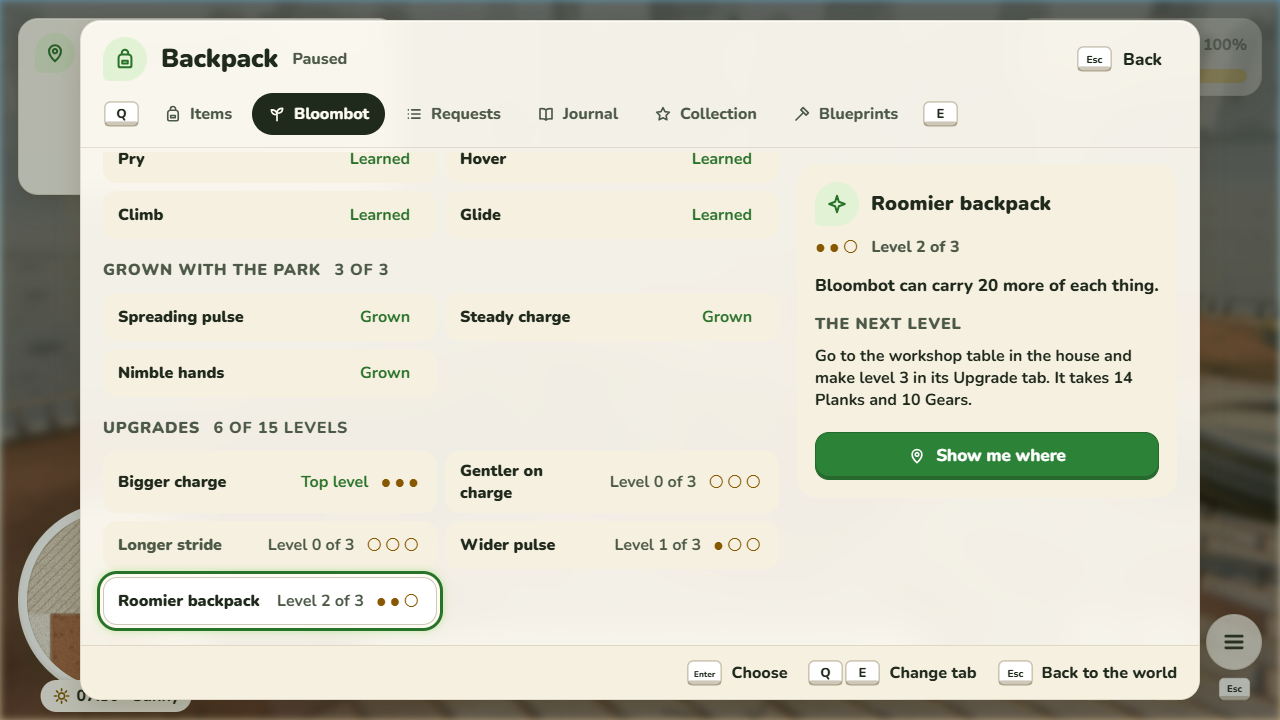 Backpack Paused
Esc Back
100%
Q Items Bloombot Requests Journal Collection Blueprints E
Pry Learned
Hover Learned
Climb Learned
Glide Learned
GROWN WITH THE PARK 3 OF 3
Spreading pulse Grown
Steady charge Grown
Nimble hands Grown
UPGRADES 6 OF 15 LEVELS
Bigger charge Top level
Gentler on
charge Level 0 of 3
Longer stride Level 0 of 3
Wider pulse Level 1 of 3
Roomier backpack Level 2 of 3
Roomier backpack
Level 2 of 3
Bloombot can carry 20 more of each thing.
THE NEXT LEVEL
Go to the workshop table in the house and
make level 3 in its Upgrade tab. It takes 14
Planks and 10 Gears.
Show me where
Enter Choose Q E Change tab Esc Back to the world
Esc